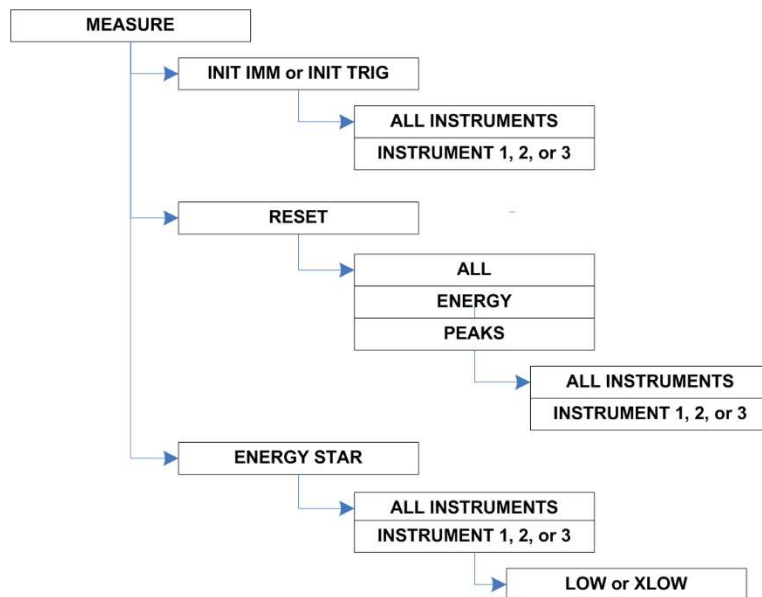 MEASURE
INIT IMM or INIT TRIG
ALL INSTRUMENTS
INSTRUMENT 1, 2, or 3
RESET
ALL
ENERGY
PEAKS
ALL INSTRUMENTS
INSTRUMENT 1, 2, or 3
ENERGY STAR
ALL INSTRUMENTS
INSTRUMENT 1, 2, or 3
LOW or XLOW